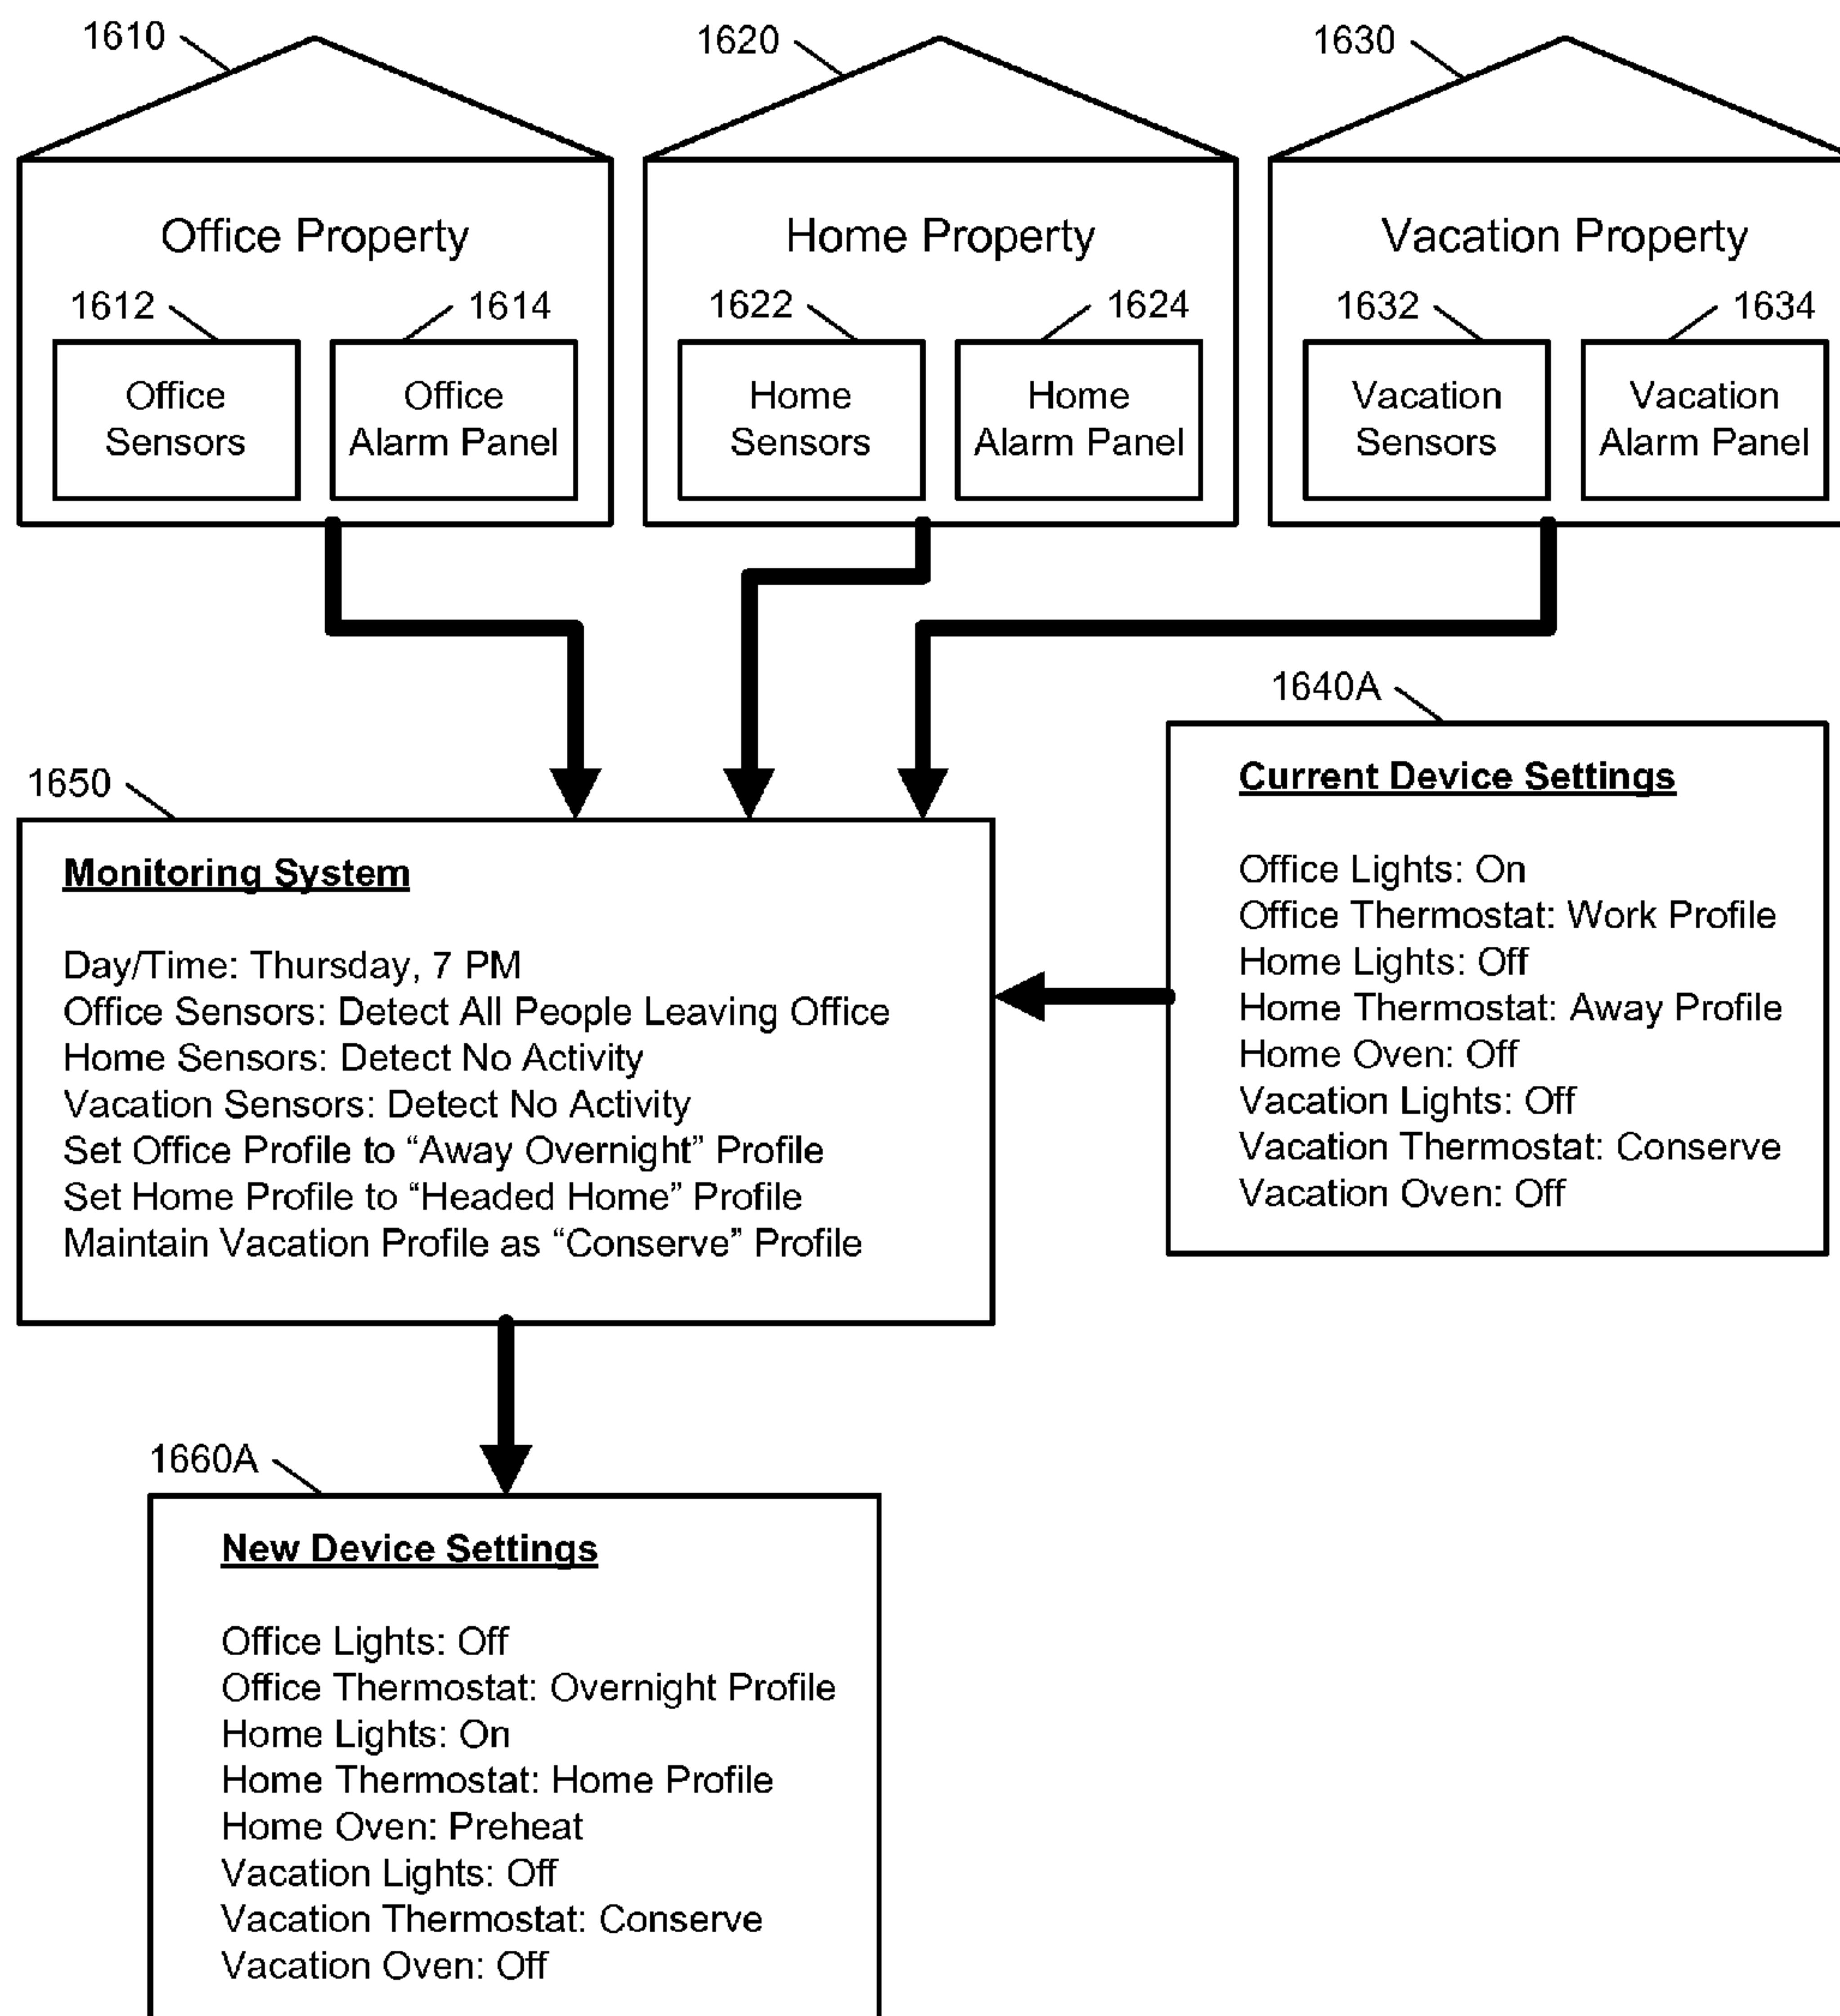 1610
1620
1630
Office Property
Home Property
Vacation Property
1612
1614
1622
1624
1632
1634
Office
Sensors
Office
Alarm Panel
Home
Sensors
Home
Alarm Panel
Vacation
Sensors
Vacation
Alarm Panel
1640A
Current Device Settings
Office Lights: On
Office Thermostat: Work Profile
Home Lights: Off
Home Thermostat: Away Profile
Home Oven: Off
Vacation Lights: Off
Vacation Thermostat: Conserve
Vacation Oven: Off
1650
Monitoring System
Day/Time: Thursday, 7 PM
Office Sensors: Detect All People Leaving Office
Home Sensors: Detect No Activity
Vacation Sensors: Detect No Activity
Set Office Profile to “Away Overnight” Profile
Set Home Profile to “Headed Home” Profile
Maintain Vacation Profile as “Conserve” Profile
1660A
New Device Settings
Office Lights: Off
Office Thermostat: Overnight Profile
Home Lights: On
Home Thermostat: Home Profile
Home Oven: Preheat
Vacation Lights: Off
Vacation Thermostat: Conserve
Vacation Oven: Off